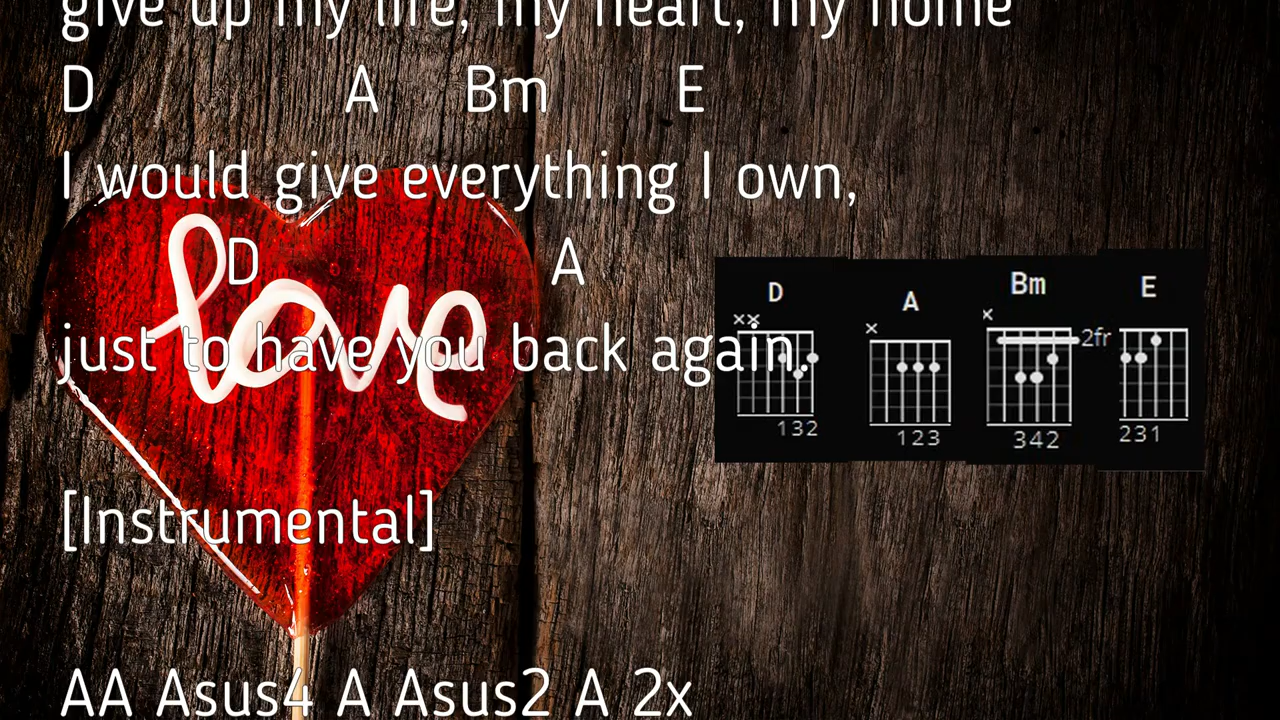 give up my life, my heart, my home
D A Bm E
I would give everything I own,
D A
love
just to have you back again.
[Instrumental]
AA Asus4 A Asus2 A 2x
D A Bm E
×× × ×
2fr
132 123 342 231